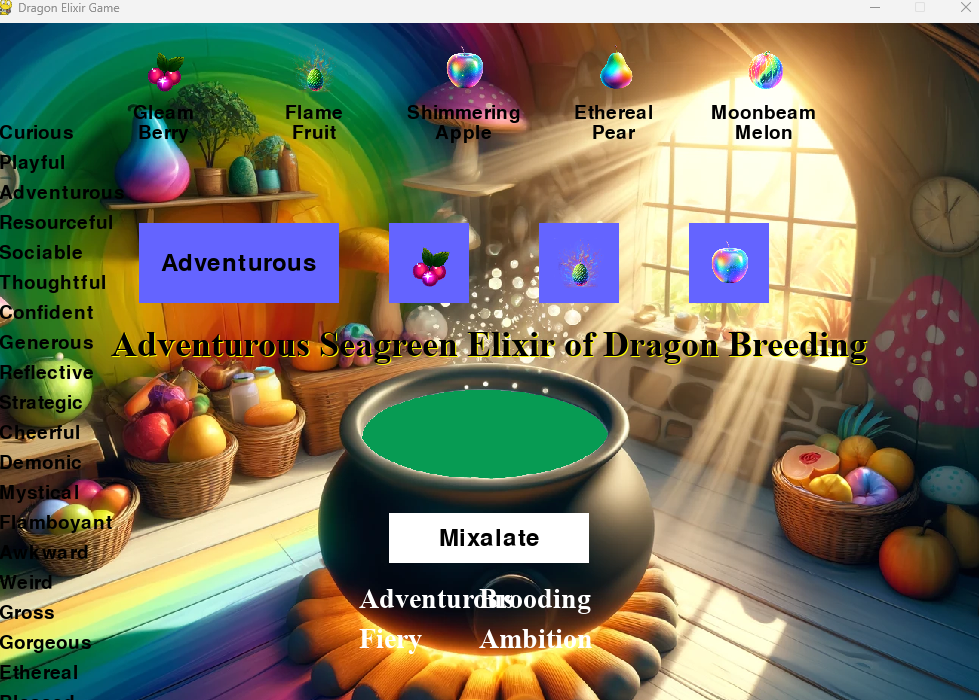 Dragon Elixir Game
Gleam
Berry
Flame
Fruit
Shimmering
Apple
Ethereal
Pear
Moonbeam
Melon
Curious
Playful
Adventurous
Resourceful
Sociable
Thoughtful
Confident
Generous
Reflective
Strategic
Cheerful
Demonic
Mystical
Flamboyant
Awkward
Weird
Gross
Gorgeous
Ethereal
Blessed
Adventurous
Adventurous Seagreen Elixir of Dragon Breeding
Mixalate
Adventurous Brooding
Fiery Ambition